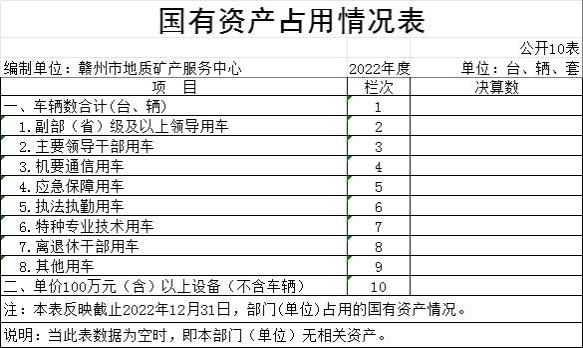 国有资产占用情况表
公开10表
编制单位：赣州市地质矿产服务中心 2022年度 单位：台、辆、套
项 目 栏次 决算数
一、车辆数合计(台、辆) 1
1.副部（省）级及以上领导用车 2
2.主要领导干部用车 3
3.机要通信用车 4
4.应急保障用车 5
5.执法执勤用车 6
6.特种专业技术用车 7
7.离退休干部用车 8
8.其他用车 9
二、单价100万元（含）以上设备（不含车辆） 10
注：本表反映截止2022年12月31日，部门(单位)占用的国有资产情况。
说明：当此表数据为空时，即本部门（单位）无相关资产。